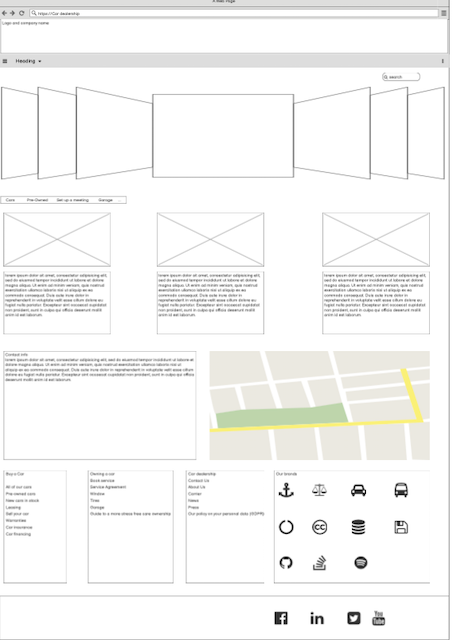 A Web Page
https://Car dealership
Logo and company name
Heading
search
Cars Pre-Owned Set up a meeting Garage ...
lorem ipsum dolor sit amet, consectetur adipisicing elit,
sed do eiusmod tempor incididunt ut labore et dolore
magna aliqua. Ut enim ad minim veniam, quis nostrud
exercitation ullamco laboris nisi ut aliquip ex ea
commodo consequat. Duis aute irure dolor in
reprehenderit in voluptate velit esse cillum dolore eu
fugiat nulla pariatur. Excepteur sint occaecat cupidatat
non proident, sunt in culpa qui officia deserunt mollit
anim id est laborum.
lorem ipsum dolor sit amet, consectetur adipisicing elit,
sed do eiusmod tempor incididunt ut labore et dolore
magna aliqua. Ut enim ad minim veniam, quis nostrud
exercitation ullamco laboris nisi ut aliquip ex ea
commodo consequat. Duis aute irure dolor in
reprehenderit in voluptate velit esse cillum dolore eu
fugiat nulla pariatur. Excepteur sint occaecat cupidatat
non proident, sunt in culpa qui officia deserunt mollit
anim id est laborum.
lorem ipsum dolor sit amet, consectetur adipisicing elit,
sed do eiusmod tempor incididunt ut labore et dolore
magna aliqua. Ut enim ad minim veniam, quis nostrud
exercitation ullamco laboris nisi ut aliquip ex ea
commodo consequat. Duis aute irure dolor in
reprehenderit in voluptate velit esse cillum dolore eu
fugiat nulla pariatur. Excepteur sint occaecat cupidatat
non proident, sunt in culpa qui officia deserunt mollit
anim id est laborum.
Contact info
lorem ipsum dolor sit amet, consectetur adipisicing elit, sed do eiusmod tempor incididunt ut labore et
dolore magna aliqua. Ut enim ad minim veniam, quis nostrud exercitation ullamco laboris nisi ut aliquip
ex ea commodo consequat. Duis aute irure dolor in reprehenderit in voluptate velit esse cillum dolore eu
fugiat nulla pariatur. Excepteur sint occaecat cupidatat non proident, sunt in culpa qui officia deserunt
mollit anim id est laborum.
Buy a Car
All of our cars
Pre-owned cars
New cars in stock
Leasing
Sell your car
Warranties
Car insurance
Car financing
Owning a car
Book service
Service Agreement
Window
Tires
Storage
Guide to a more stress free care ownership
Car dealership
Contact Us
About Us
Career
News
Press
Our policy on your personal data (GDPR)
Our brands
cc
in
You
Tube